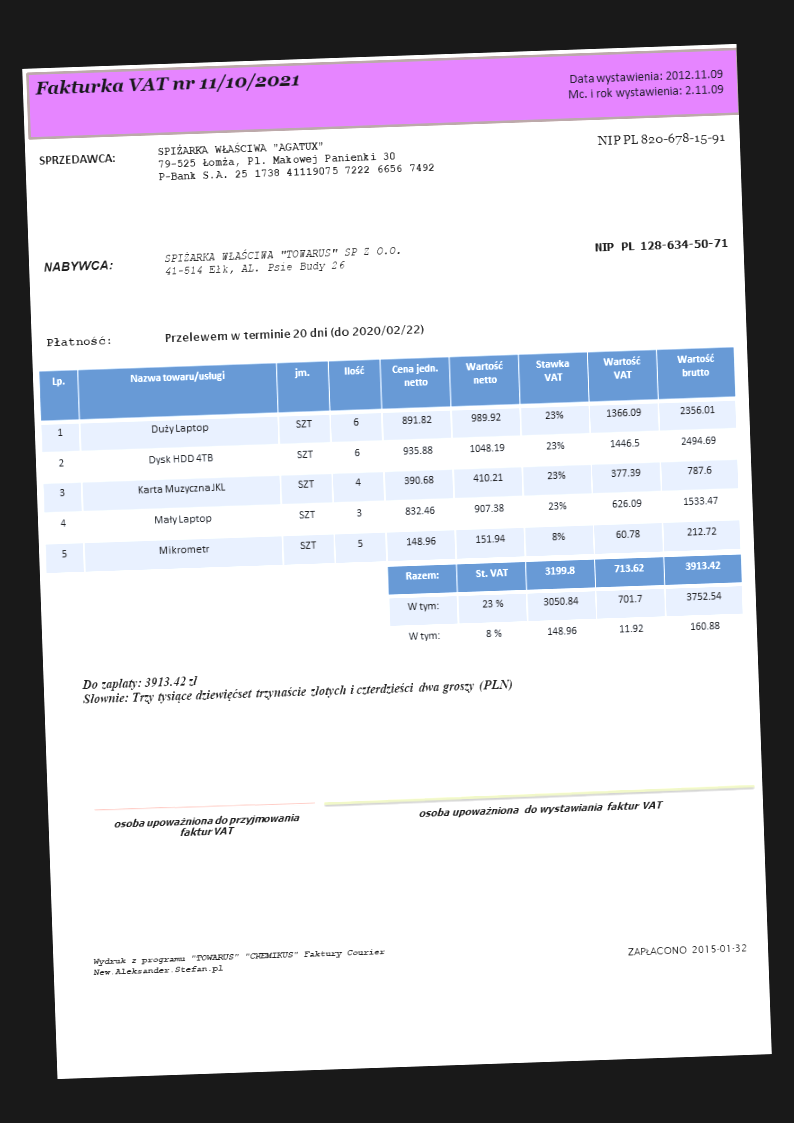 Fakturka VAT nr 11/10/2021
Data wystawienia: 2012.11.09
Mc. i rok wystawienia: 2.11.09
SPRZEDAWCA:
SPIŻARKA WŁAŚCIWA "AGATUX"
79-525 Łomża, Pl. Makowej Panienki 30
P-Bank S.A. 25 1738 41119075 7222 6656 7492
NIP PL 820-678-15-91
NABYWCA:
SPIŻARKA WŁAŚCIWA "TOWARUS" SP Z O.O.
41-514 Ełk, AL. Psie Budy 26
NIP PL 128-634-50-71
Płatność:
Przelewem w terminie 20 dni (do 2020/02/22)
Lp. Nazwa towaru/usługi jm. Ilość Cena jedn. netto Wartość netto Stawka VAT Wartość VAT Wartość brutto
1 Duży Laptop SZT 6 891.82 989.92 23% 1366.09 2356.01
2 Dysk HDD 4TB SZT 6 935.88 1048.19 23% 1446.5 2494.69
3 Karta Muzyczna JKL SZT 4 390.68 410.21 23% 377.39 787.6
4 Mały Laptop SZT 3 832.46 907.38 23% 626.09 1533.47
5 Mikrometr SZT 5 148.96 151.94 8% 60.78 212.72
Razem: St. VAT 3199.8 713.62 3913.42
W tym: 23 % 3050.84 701.7 3752.54
W tym: 8 % 148.96 11.92 160.88
Do zapłaty: 3913.42 zl
Słownie: Trzy tysiące dziewięćset trzynaście złotych i czterdzieści dwa groszy (PLN)
osoba upoważniona do przyjmowania
faktur VAT
osoba upoważniona do wystawiania faktur VAT
Wydruk z programu "TOWARUS" "CHEMIKUS" Faktury Courier
New.Aleksander.Stefan.pl
ZAPŁACONO 2015-01-32